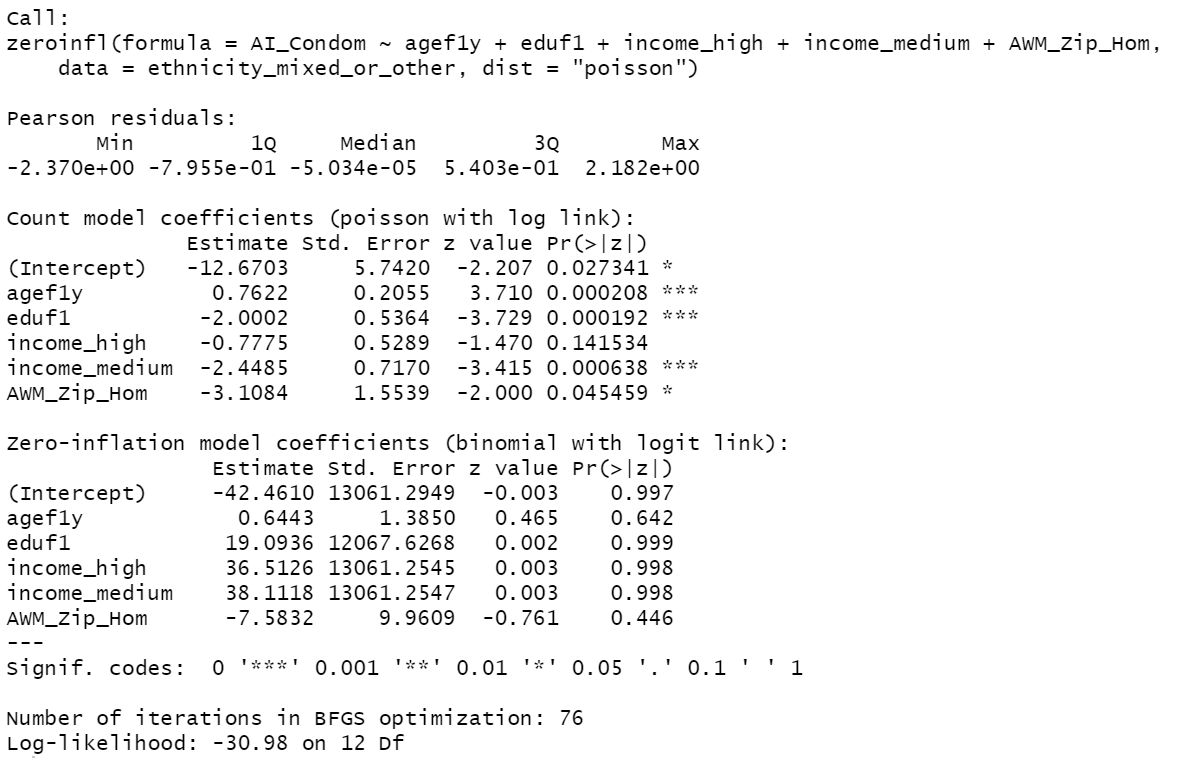 Call:
zeroinfl(formula = AI_Condom ~ agef1y + eduf1 + income_high + income_medium + AWM_Zip_Hom,
    data = ethnicity_mixed_or_other, dist = "poisson")

Pearson residuals:
       Min         1Q     Median         3Q        Max
-2.370e+00 -7.955e-01 -5.034e-05  5.403e-01  2.182e+00

Count model coefficients (poisson with log link):
              Estimate Std. Error z value Pr(>|z|)
(Intercept)   -12.6703     5.7420  -2.207 0.027341 *
agef1y          0.7622     0.2055   3.710 0.000208 ***
eduf1          -2.0002     0.5364  -3.729 0.000192 ***
income_high    -0.7775     0.5289  -1.470 0.141534
income_medium  -2.4485     0.7170  -3.415 0.000638 ***
AWM_Zip_Hom    -3.1084     1.5539  -2.000 0.045459 *

Zero-inflation model coefficients (binomial with logit link):
                Estimate Std. Error z value Pr(>|z|)
(Intercept)     -42.4610 13061.2949  -0.003    0.997
agef1y            0.6443     1.3850   0.465    0.642
eduf1            19.0936 12067.6268   0.002    0.999
income_high      36.5126 13061.2545   0.003    0.998
income_medium    38.1118 13061.2547   0.003    0.998
AWM_Zip_Hom      -7.5832     9.9609  -0.761    0.446
---
Signif. codes:  0 '***' 0.001 '**' 0.01 '*' 0.05 '.' 0.1 ' ' 1

Number of iterations in BFGS optimization: 76
Log-likelihood: -30.98 on 12 Df